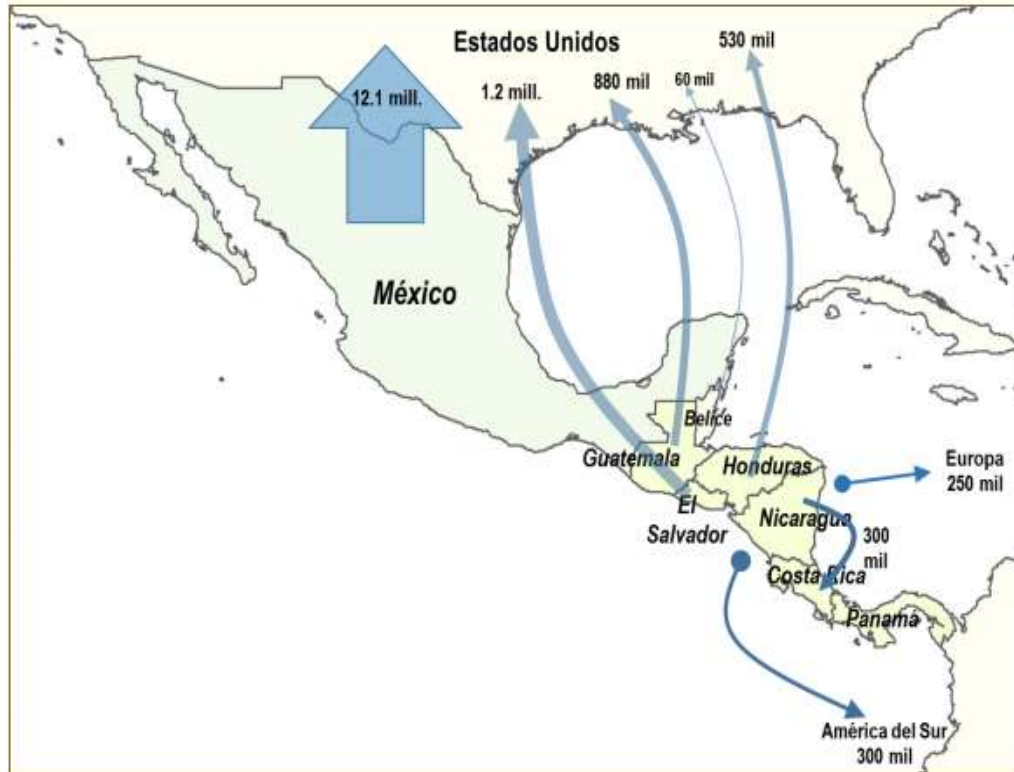 Estados Unidos
530 mil
12.1 mill.
1.2 mill.
880 mil
60 mil
México
Belice
Guatemala
Honduras
Europa
250 mil
El
Salvador
Nicaragua
300
mil
Costa Rica
Panamá
América del Sur
300 mil